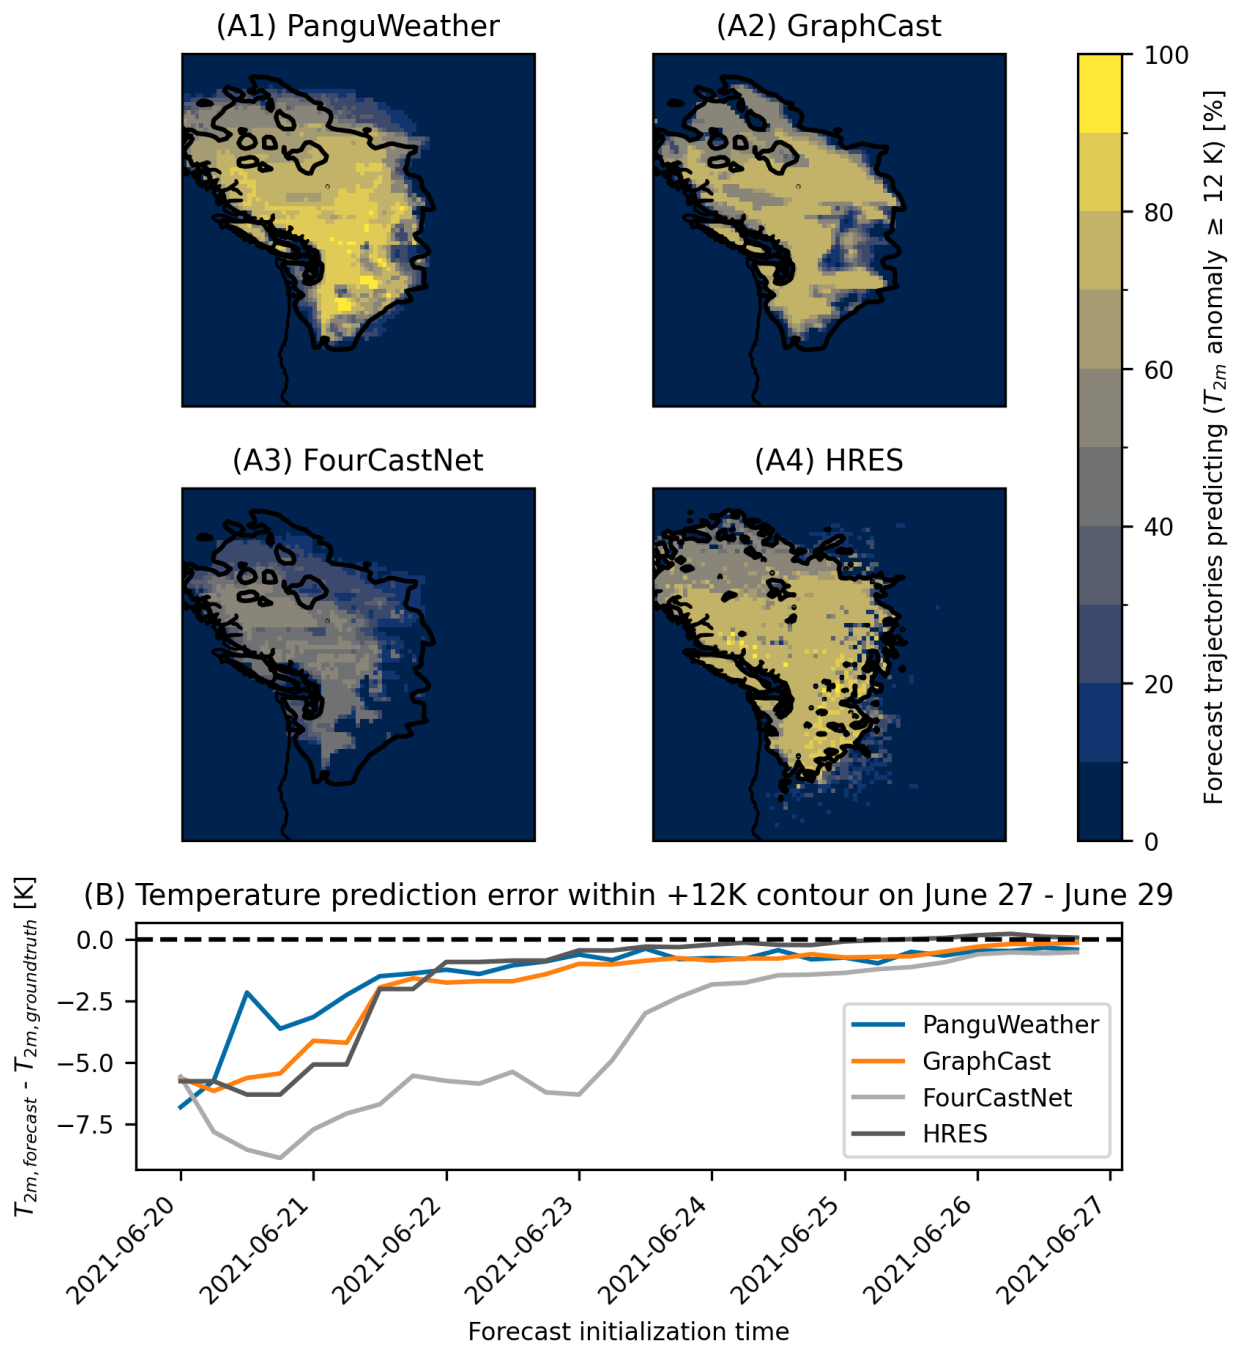 (A1) PanguWeather
(A2) GraphCast
100
80
60
40
20
0
Forecast trajectories predicting (T2m anomaly ≥ 12 K) [%]
(A3) FourCastNet
(A4) HRES
(B) Temperature prediction error within +12K contour on June 27 - June 29
T2m, forecast - T2m, groundtruth [K]
0.0
−2.5
−5.0
−7.5
PanguWeather
GraphCast
FourCastNet
HRES
2021-06-20
2021-06-21
2021-06-22
2021-06-23
2021-06-24
2021-06-25
2021-06-26
2021-06-27
Forecast initialization time